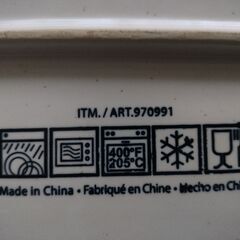 ITM. / ART.970991
400°F
205°C
Made in China • Fabriqué en Chine • Hecho en Chi